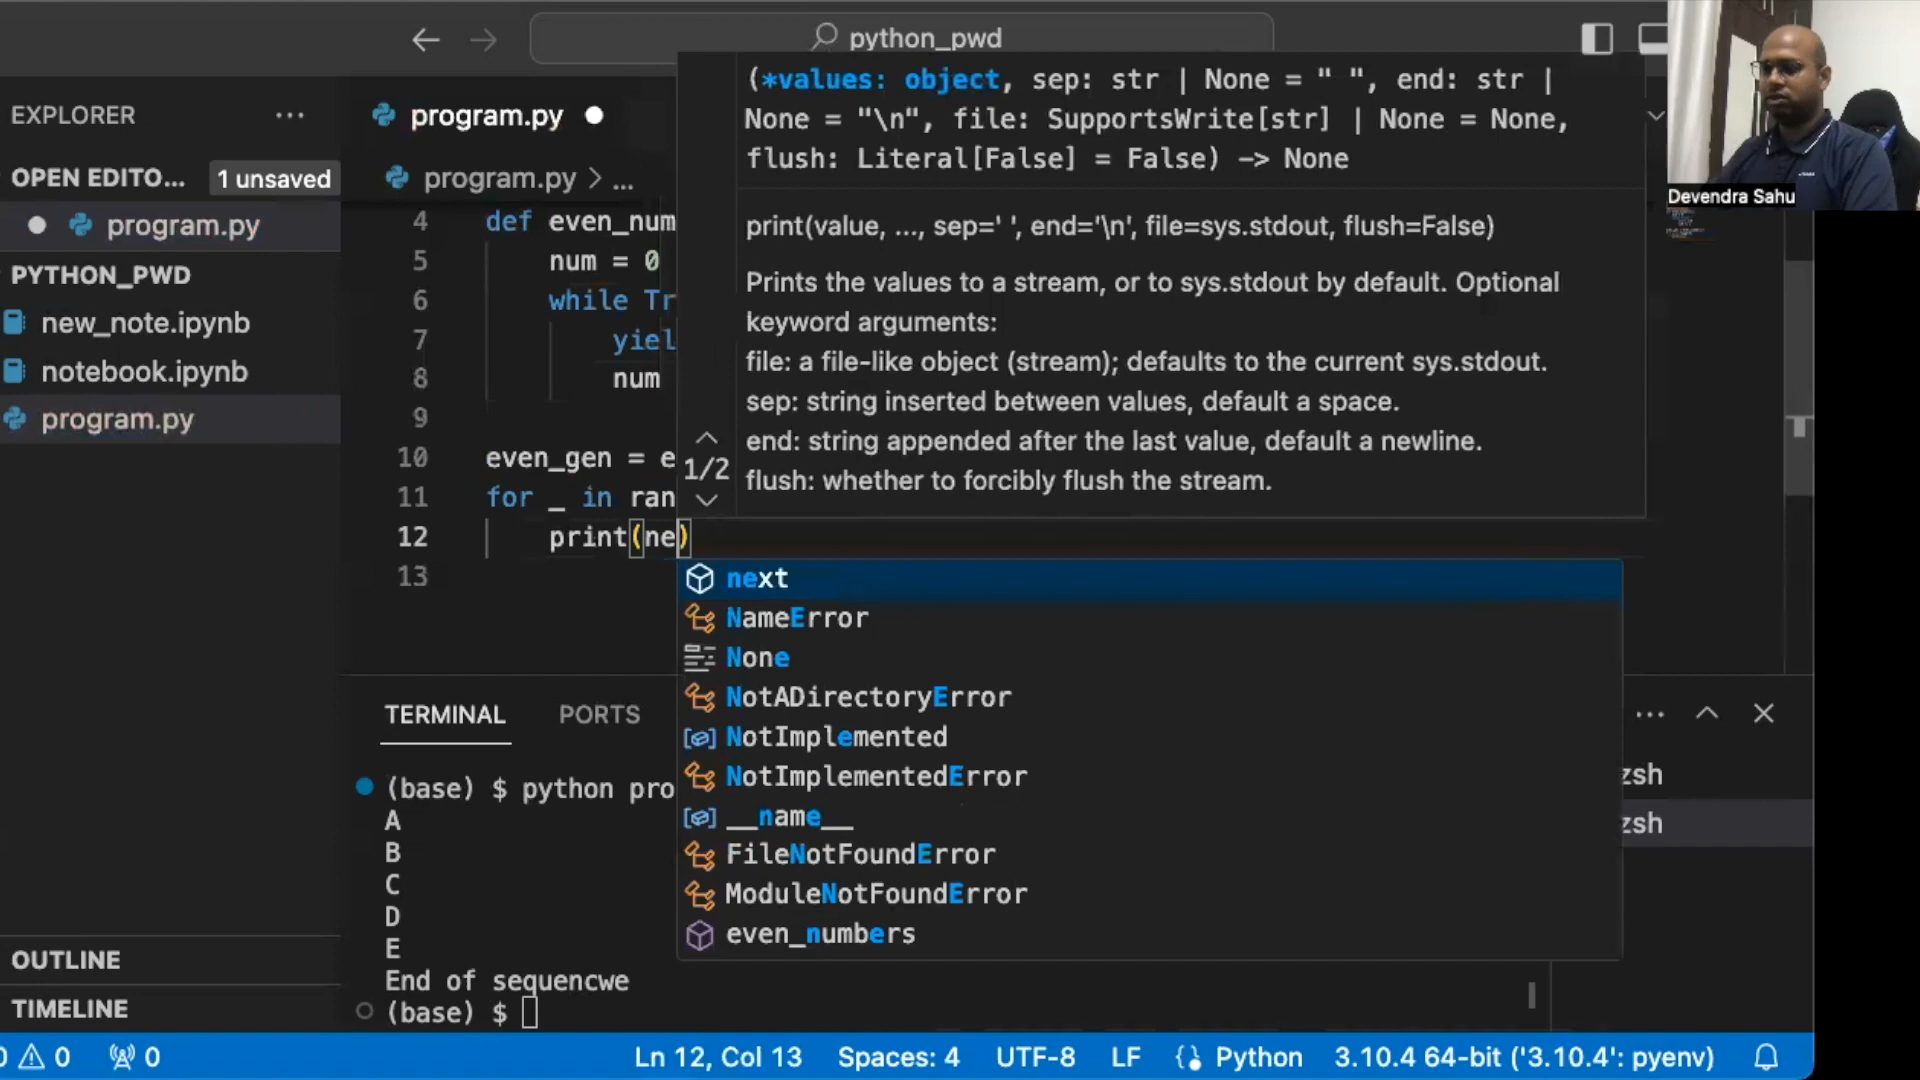 python_pwd
EXPLORER
program.py
OPEN EDITO... 1 unsaved
program.py > ...
program.py
PYTHON_PWD
new_note.ipynb
notebook.ipynb
program.py
OUTLINE
TIMELINE
4 def even_num
5 num = 0
6 while Tr
7 yiel
8 num
9
10 even_gen = e
11 for _ in ran
12 print(ne)
13
(*values: object, sep: str | None = " ", end: str |
None = "\n", file: SupportsWrite[str] | None = None,
flush: Literal[False] = False) -> None
print(value, ..., sep=' ', end='\n', file=sys.stdout, flush=False)
Prints the values to a stream, or to sys.stdout by default. Optional
keyword arguments:
file: a file-like object (stream); defaults to the current sys.stdout.
sep: string inserted between values, default a space.
end: string appended after the last value, default a newline.
flush: whether to forcibly flush the stream.
1/2
next
NameError
None
NotADirectoryError
NotImplemented
NotImplementedError
__name__
FileNotFoundError
ModuleNotFoundError
even_numbers
TERMINAL PORTS
(base) $ python pro
A
B
C
D
E
End of sequencwe
(base) $
zsh
zsh
Devendra Sahu
0 0 0 Ln 12, Col 13 Spaces: 4 UTF-8 LF Python 3.10.4 64-bit ('3.10.4': pyenv)